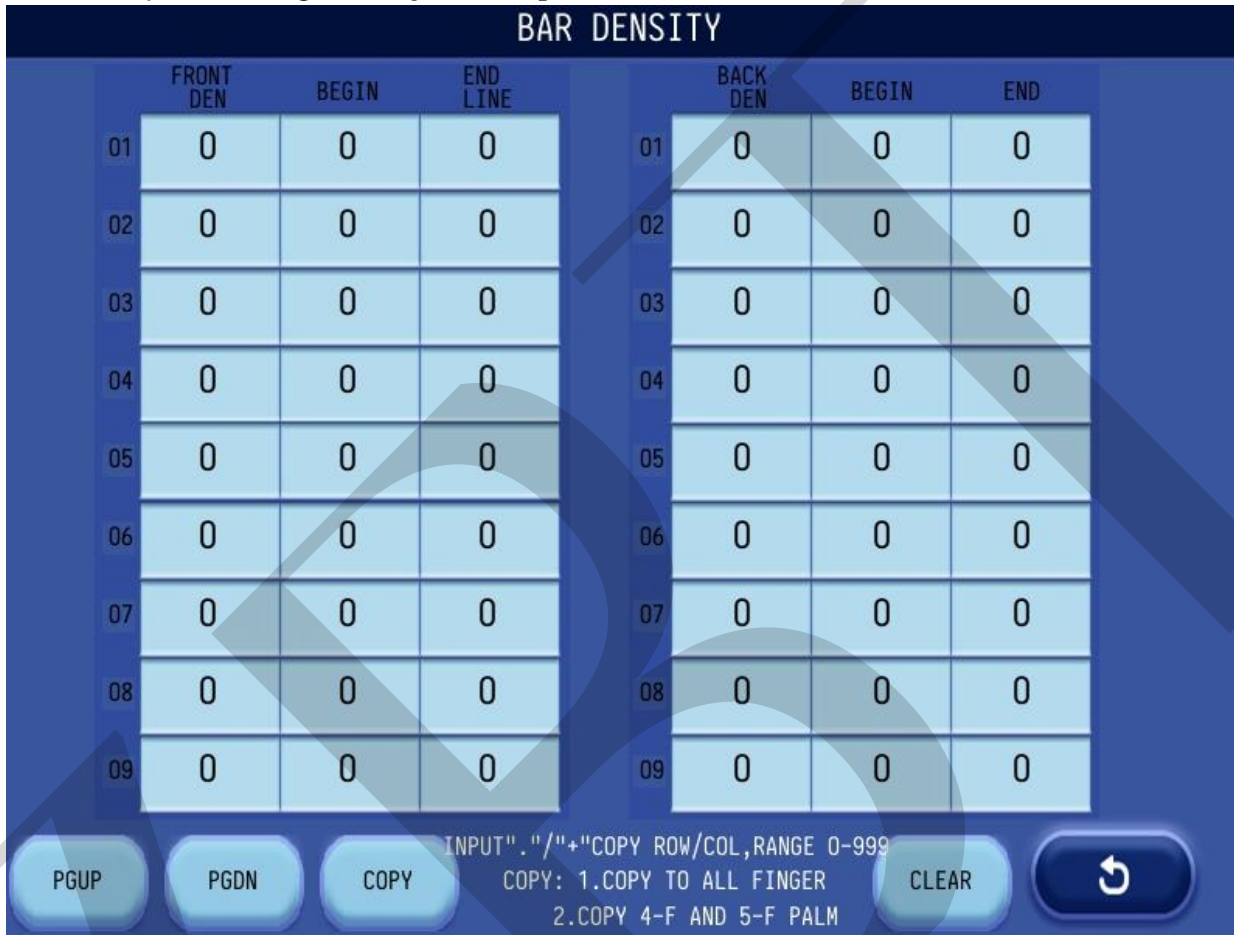 BAR DENSITY
FRONT DEN BEGIN END LINE BACK DEN BEGIN END
01 0 0 0 01 0 0 0
02 0 0 0 02 0 0 0
03 0 0 0 03 0 0 0
04 0 0 0 04 0 0 0
05 0 0 0 05 0 0 0
06 0 0 0 06 0 0 0
07 0 0 0 07 0 0 0
08 0 0 0 08 0 0 0
09 0 0 0 09 0 0 0
INPUT"."/"+"COPY ROW/COL,RANGE 0-999
PGUP PGDN COPY COPY: 1.COPY TO ALL FINGER CLEAR
2.COPY 4-F AND 5-F PALM